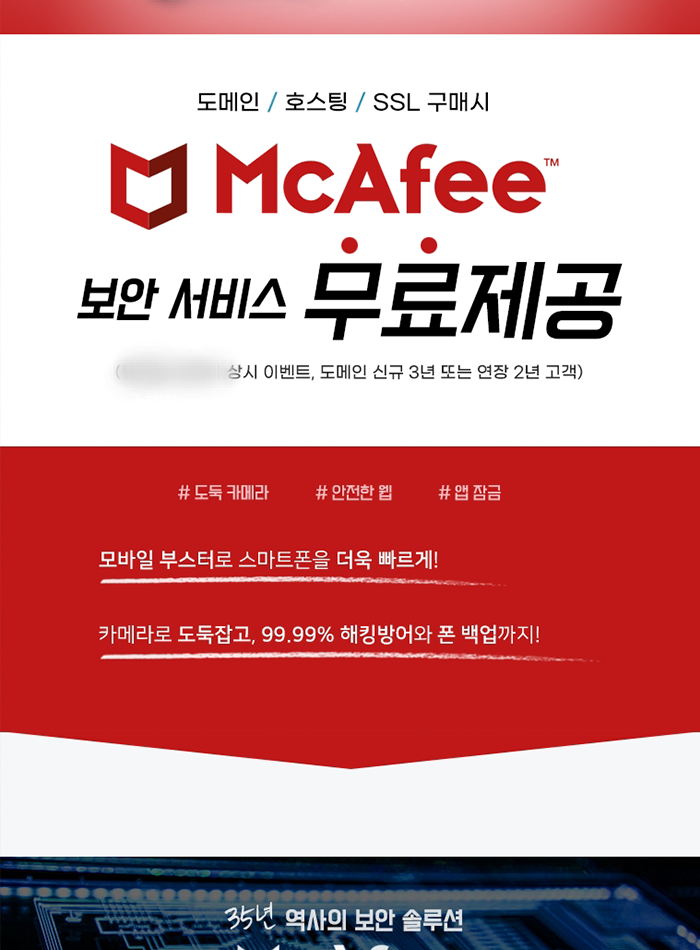 도메인 / 호스팅 / SSL 구매시
McAfee™
보안 서비스 무료제공
상시 이벤트, 도메인 신규 3년 또는 연장 2년 고객)
# 도둑 카메라 # 안전한 웹 # 앱 잠금
모바일 부스터로 스마트폰을 더욱 빠르게!
카메라로 도둑잡고, 99.99% 해킹방어와 폰 백업까지!
35년 역사의 보안 솔루션